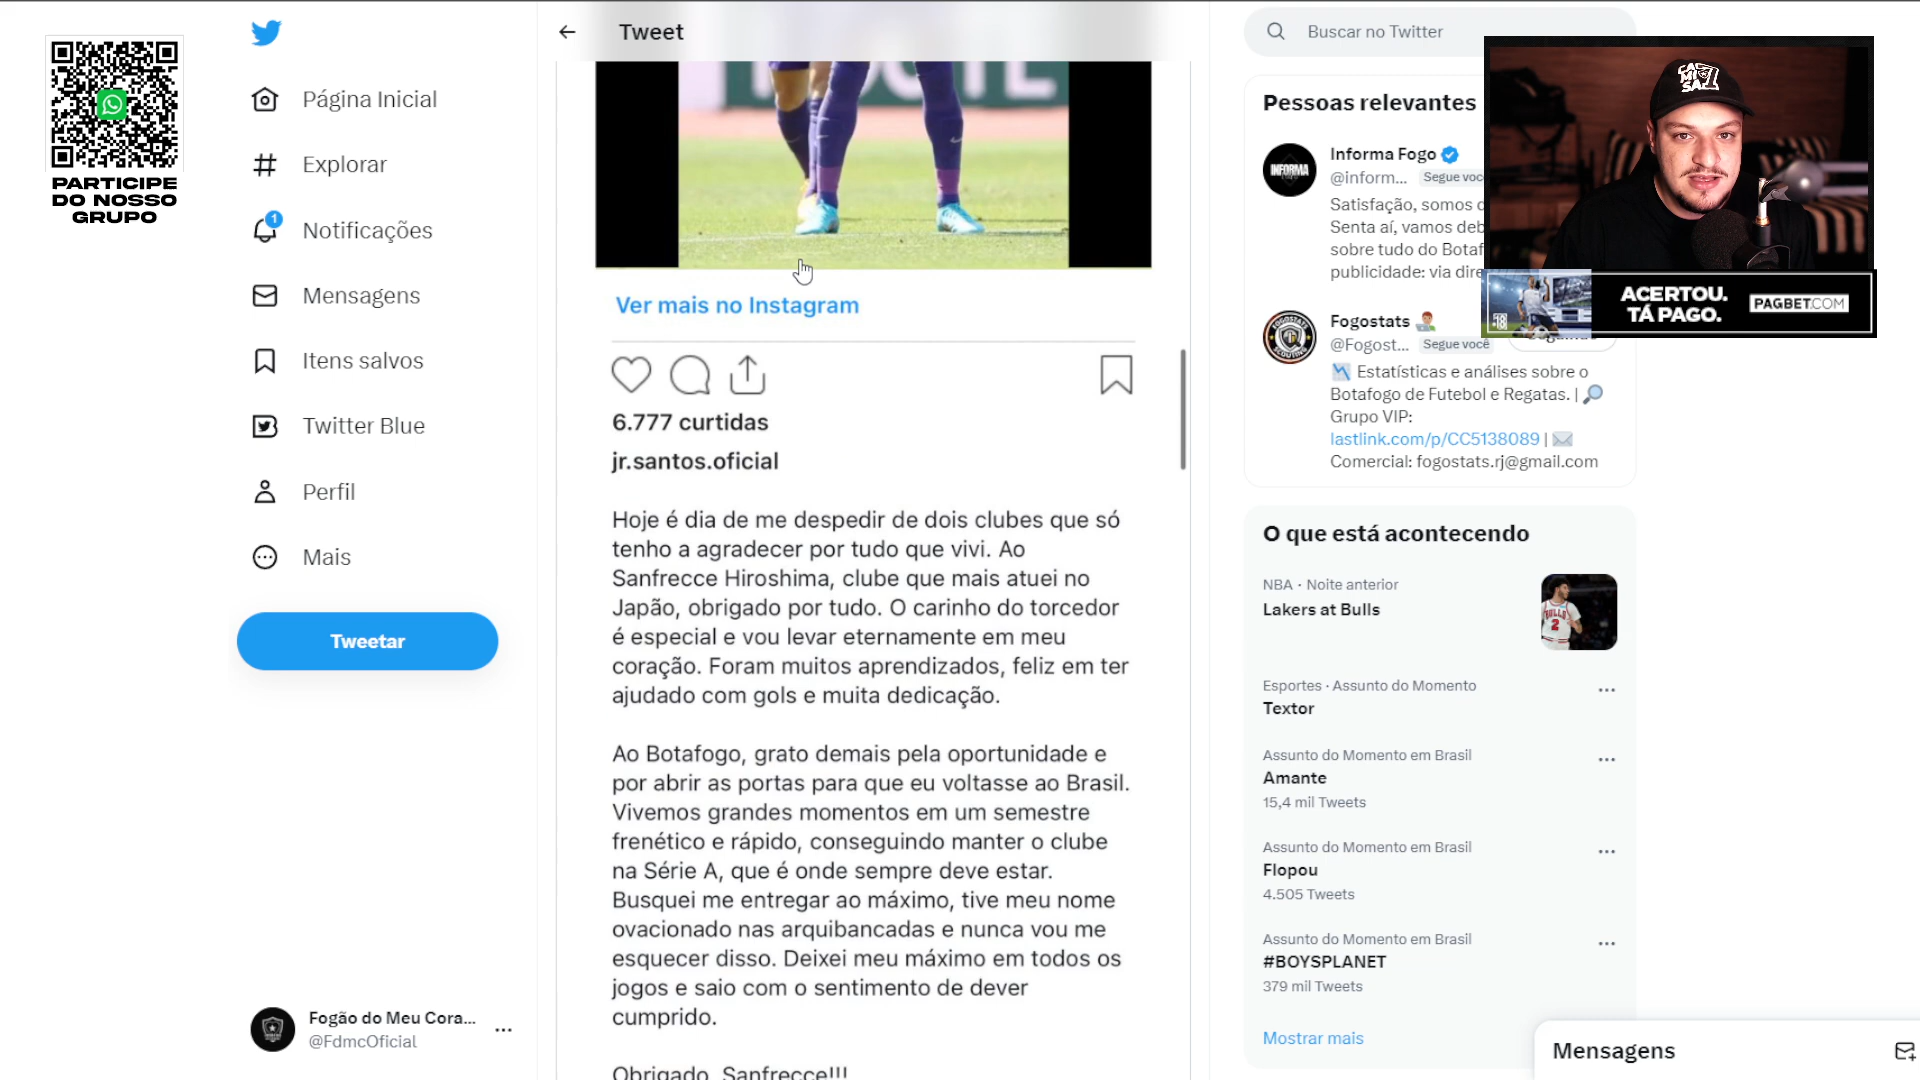 PARTICIPE
DO NOSSO
GRUPO
Página Inicial
Explorar
1
Notificações
Mensagens
Itens salvos
Twitter Blue
Perfil
Mais
Tweetar
Fogão do Meu Cora...
@FdmcOficial
Tweet
Ver mais no Instagram
6.777 curtidas
jr.santos.oficial
Hoje é dia de me despedir de dois clubes que só
tenho a agradecer por tudo que vivi. Ao
Sanfrecce Hiroshima, clube que mais atuei no
Japão, obrigado por tudo. O carinho do torcedor
é especial e vou levar eternamente em meu
coração. Foram muitos aprendizados, feliz em ter
ajudado com gols e muita dedicação.
Ao Botafogo, grato demais pela oportunidade e
por abrir as portas para que eu voltasse ao Brasil.
Vivemos grandes momentos em um semestre
frenético e rápido, conseguindo manter o clube
na Série A, que é onde sempre deve estar.
Busquei me entregar ao máximo, tive meu nome
ovacionado nas arquibancadas e nunca vou me
esquecer disso. Deixei meu máximo em todos os
jogos e saio com o sentimento de dever
cumprido.
Obrigado, Sanfrecce!!!
Buscar no Twitter
Pessoas relevantes
INFORMA
Informa Fogo
@inform... Segue você
Satisfação, somos
Senta aí, vamos
sobre tudo do
publicidade: via
Fogostats
@Fogost... Segue você
Estatísticas e análises sobre o
Botafogo de Futebol e Regatas. |
Grupo VIP:
lastlink.com/p/CC5138089 |
Comercial: fogostats.rj@gmail.com
CA
MI
SA7
18
ACERTOU.
TÁ PAGO.
PAGBET.COM
O que está acontecendo
NBA · Noite anterior
Lakers at Bulls
Esportes · Assunto do Momento
Textor
Assunto do Momento em Brasil
Amante
15,4 mil Tweets
Assunto do Momento em Brasil
Flopou
4.505 Tweets
Assunto do Momento em Brasil
#BOYSPLANET
379 mil Tweets
Mostrar mais
Mensagens